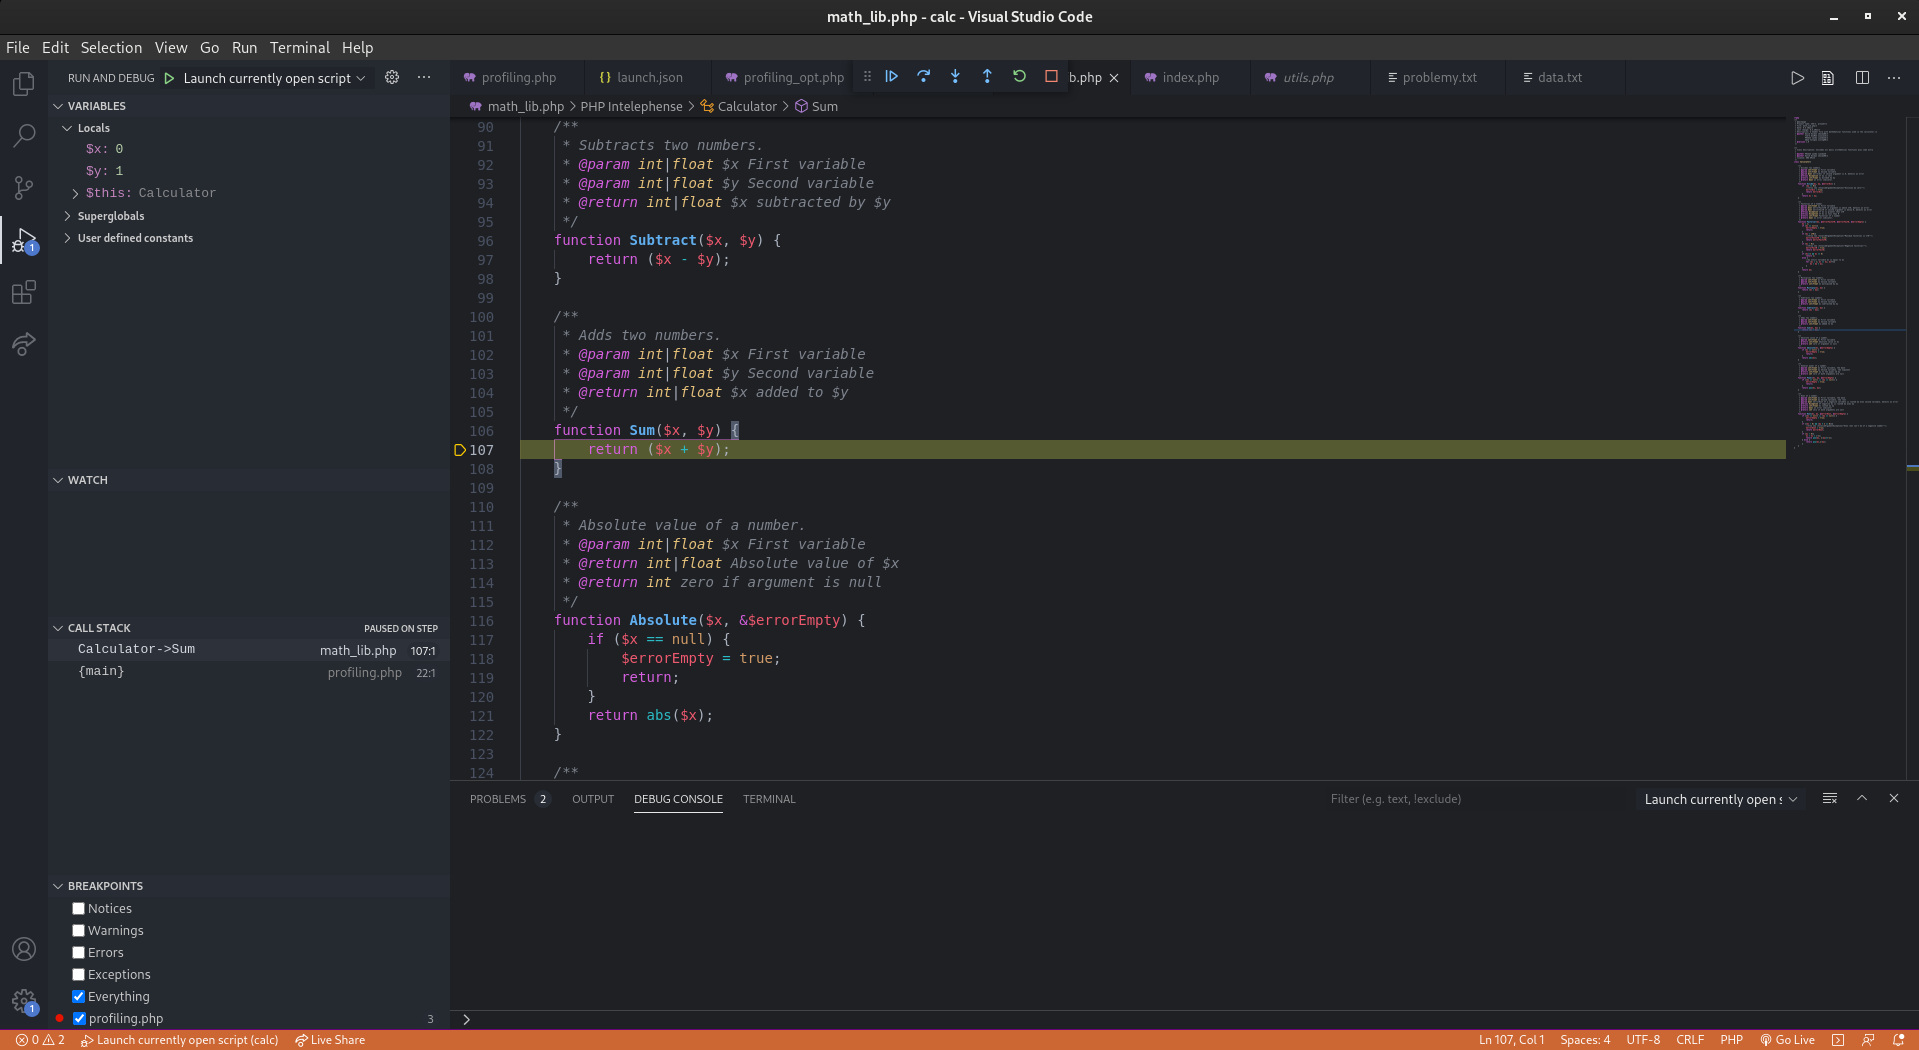 math_lib.php - calc - Visual Studio Code
File Edit Selection View Go Run Terminal Help
RUN AND DEBUG Launch currently open script
profiling.php launch.json profiling_opt.php b.php index.php utils.php problemy.txt data.txt
math_lib.php PHP Intelephense Calculator Sum
VARIABLES
Locals
$x: 0
$y: 1
$this: Calculator
Superglobals
User defined constants
WATCH
CALL STACK PAUSED ON STEP
Calculator->Sum math_lib.php 107:1
{main} profiling.php 22:1
BREAKPOINTS
Notices
Warnings
Errors
Exceptions
Everything
profiling.php 3
90 /**
91 * Subtracts two numbers.
92 * @param int|float $x First variable
93 * @param int|float $y Second variable
94 * @return int|float $x subtracted by $y
95 */
96 function Subtract($x, $y) {
97 return ($x - $y);
98 }
99
100 /**
101 * Adds two numbers.
102 * @param int|float $x First variable
103 * @param int|float $y Second variable
104 * @return int|float $x added to $y
105 */
106 function Sum($x, $y) {
107 return ($x + $y);
108 }
109
110 /**
111 * Absolute value of a number.
112 * @param int|float $x First variable
113 * @return int|float Absolute value of $x
114 * @return int zero if argument is null
115 */
116 function Absolute($x, &$errorEmpty) {
117 if ($x == null) {
118 $errorEmpty = true;
119 return;
120 }
121 return abs($x);
122 }
123
124 /**
PROBLEMS 2 OUTPUT DEBUG CONSOLE TERMINAL Filter (e.g. text, !exclude) Launch currently open s
1
1
0 2 Launch currently open script (calc) Live Share Ln 107, Col 1 Spaces: 4 UTF-8 CRLF PHP Go Live